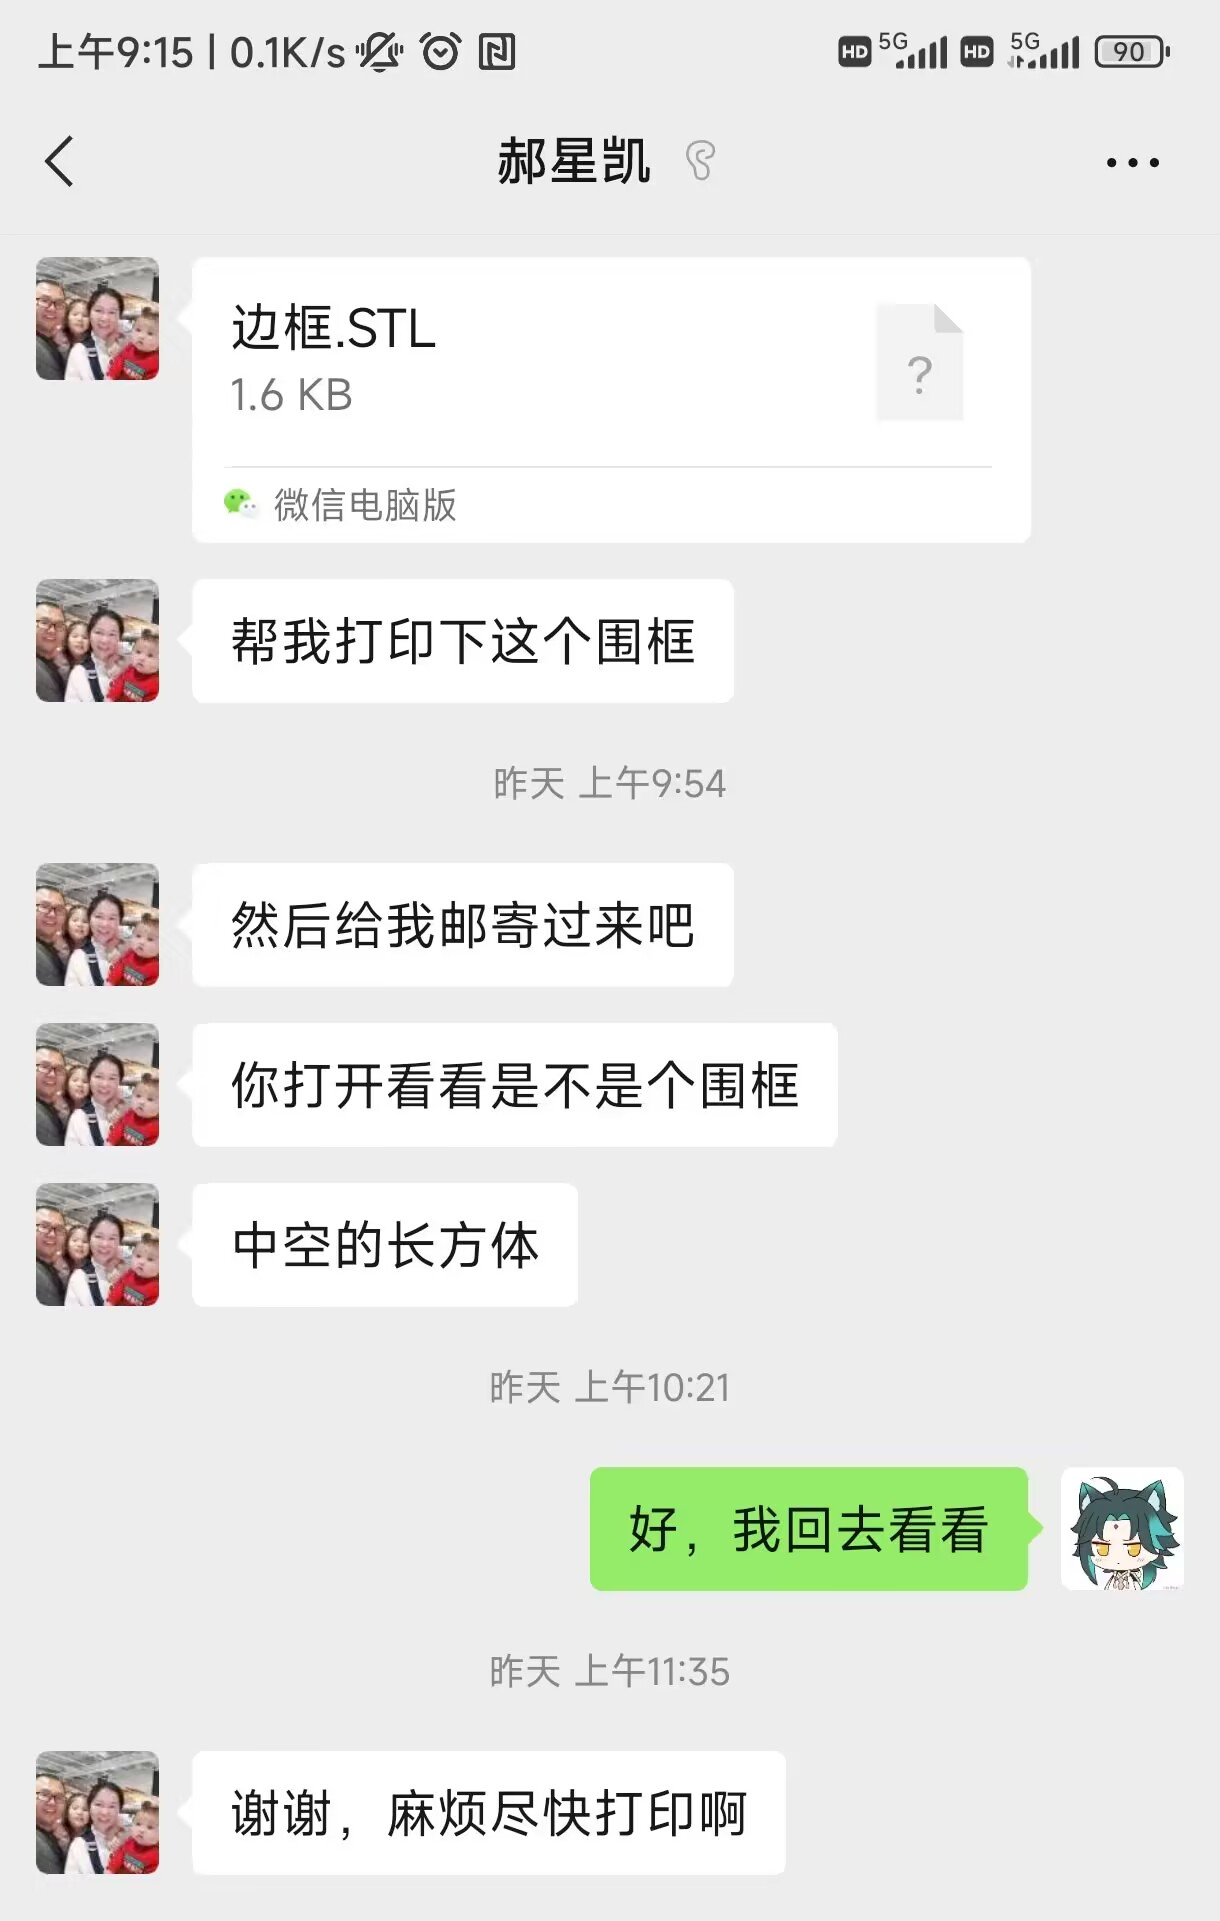 上午9:15 | 0.1K/s
HD 5G HD 5G 90
郝星凯
边框.STL
1.6 KB
?
微信电脑版
帮我打印下这个围框
昨天 上午9:54
然后给我邮寄过来吧
你打开看看是不是个围框
中空的长方体
昨天 上午10:21
好，我回去看看
昨天 上午11:35
谢谢，麻烦尽快打印啊